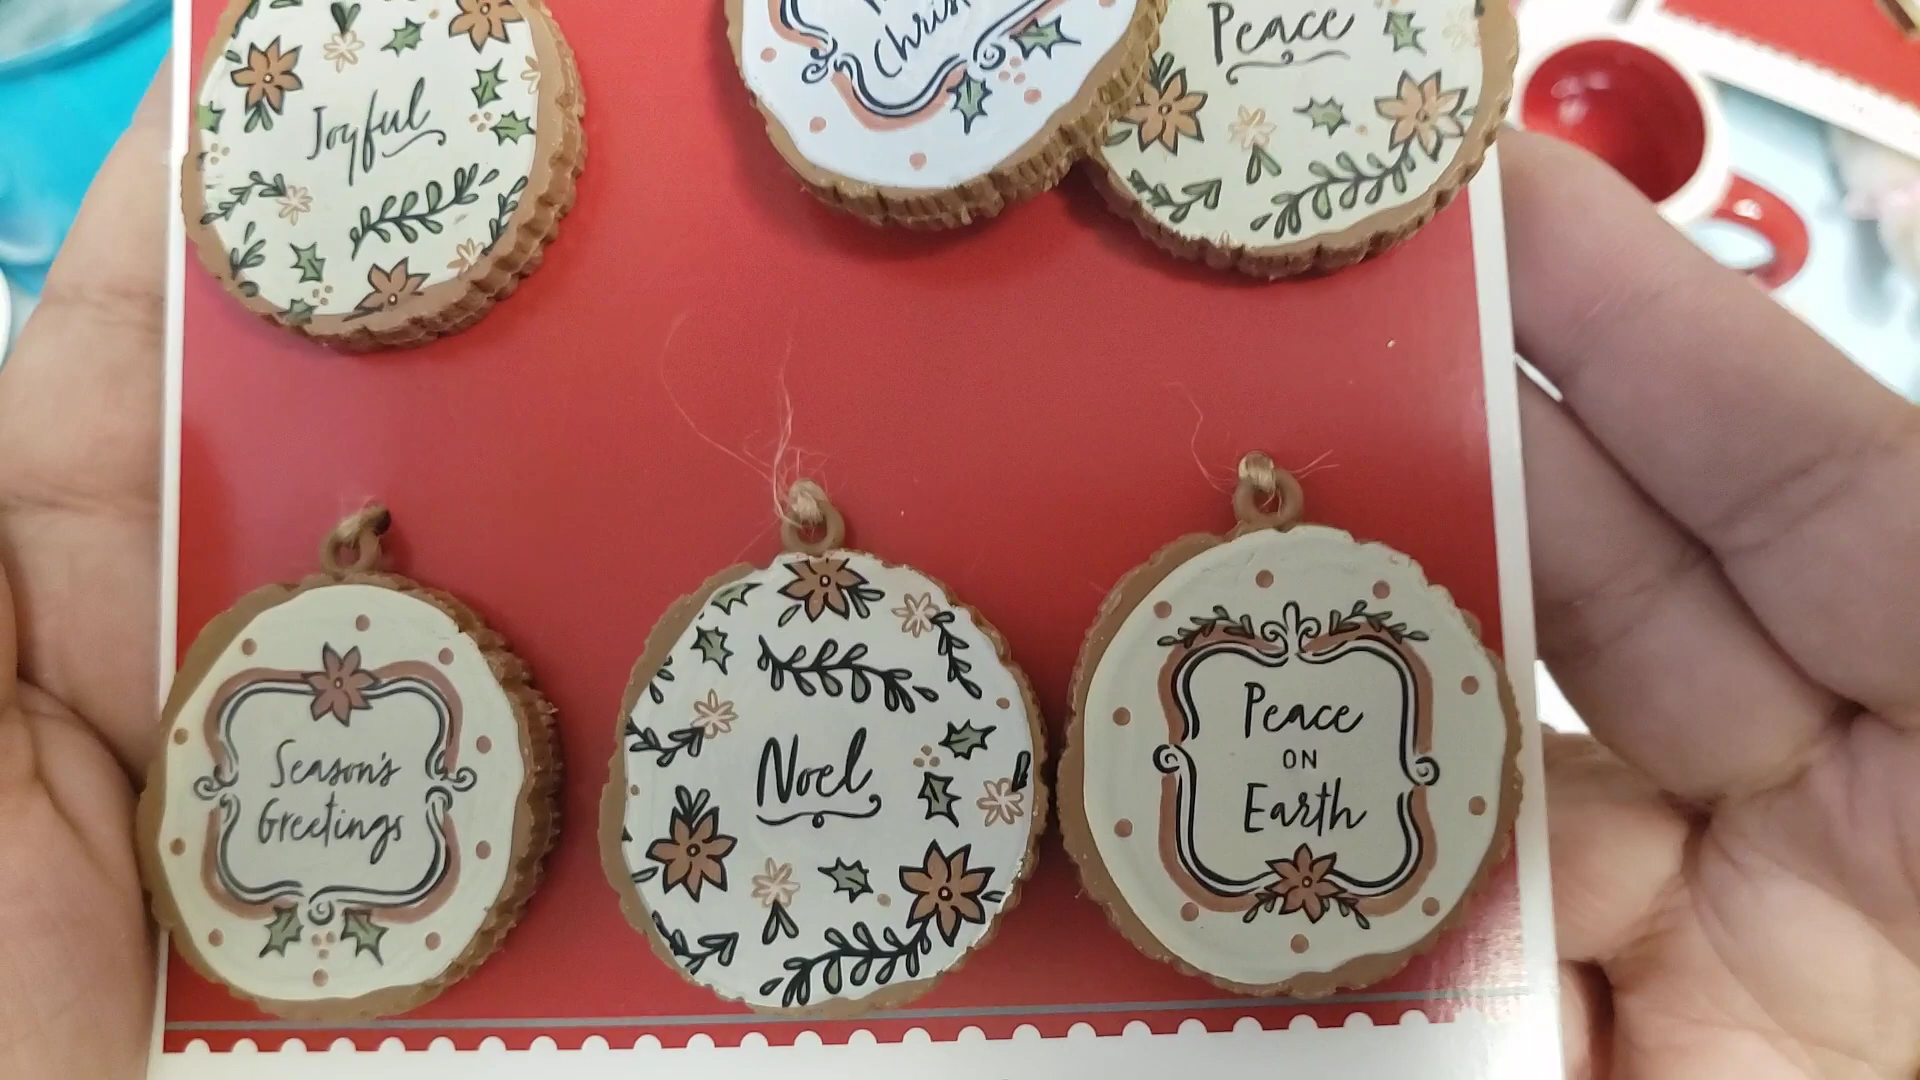 Joyful
Peace
Season's
Greetings
Noel
Peace
ON
Earth